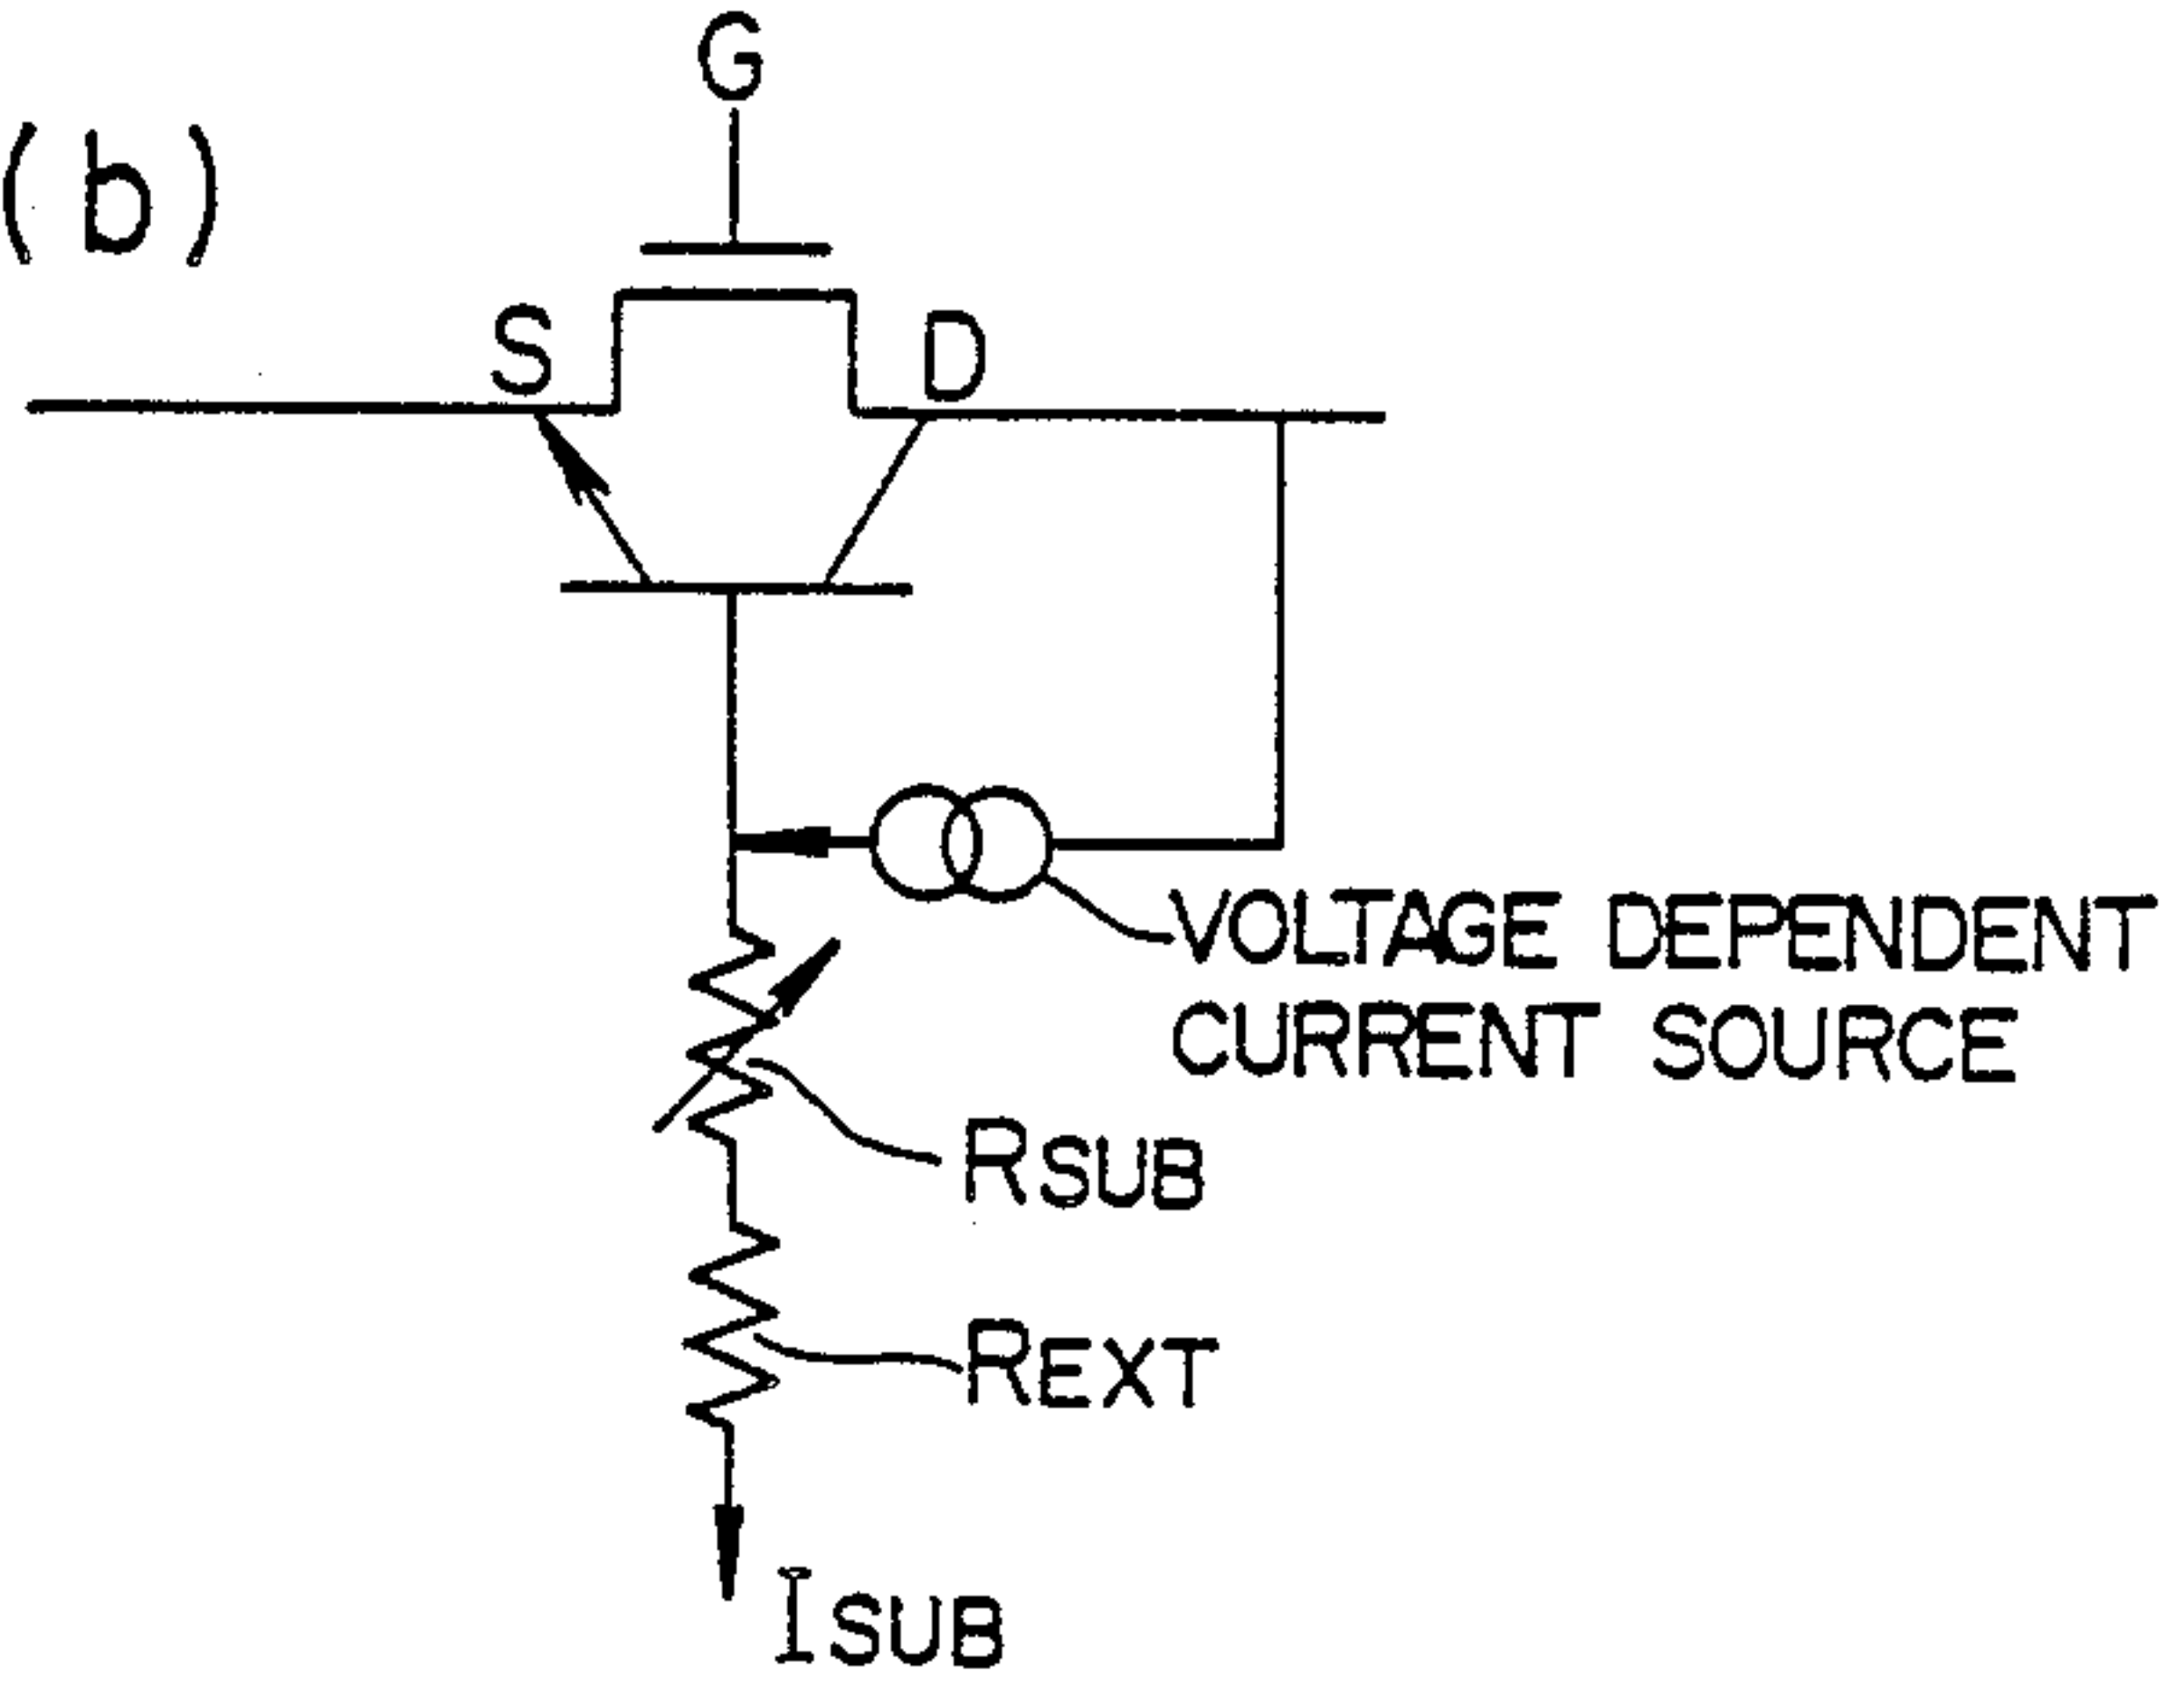 G
(b)
S
D
VOLTAGE DEPENDENT
CURRENT SOURCE
RSUB
REXT
ISUB